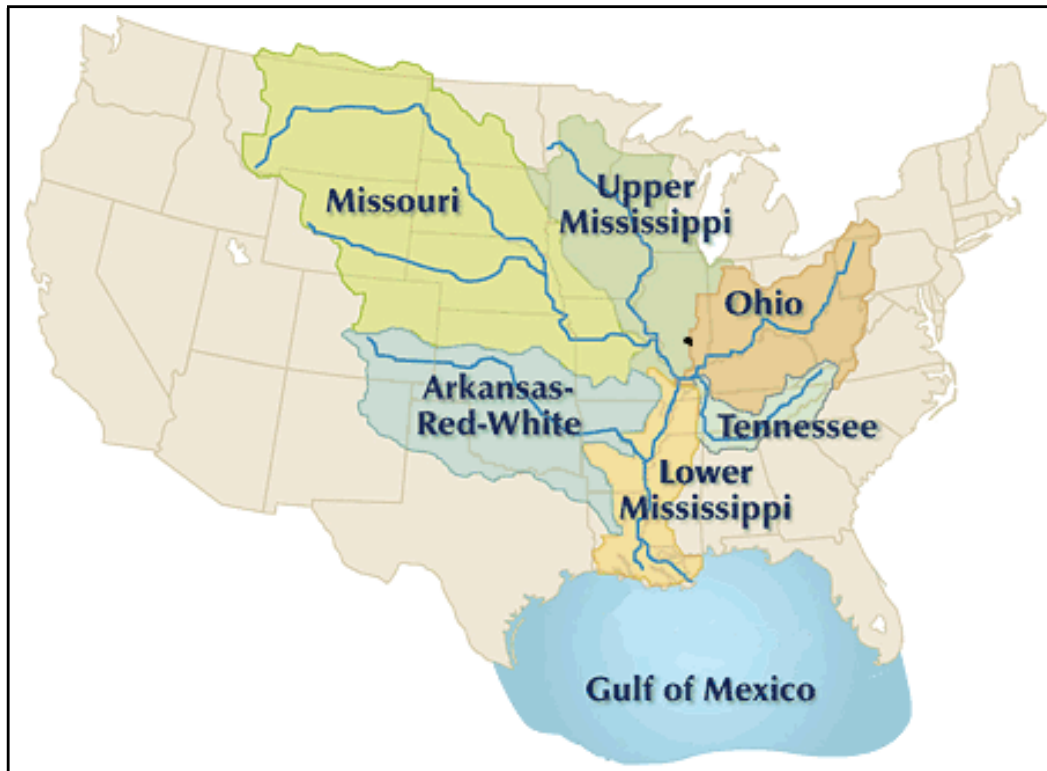 Missouri
Upper
Mississippi
Ohio
Arkansas-
Red-White
Tennessee
Lower
Mississippi
Gulf of Mexico